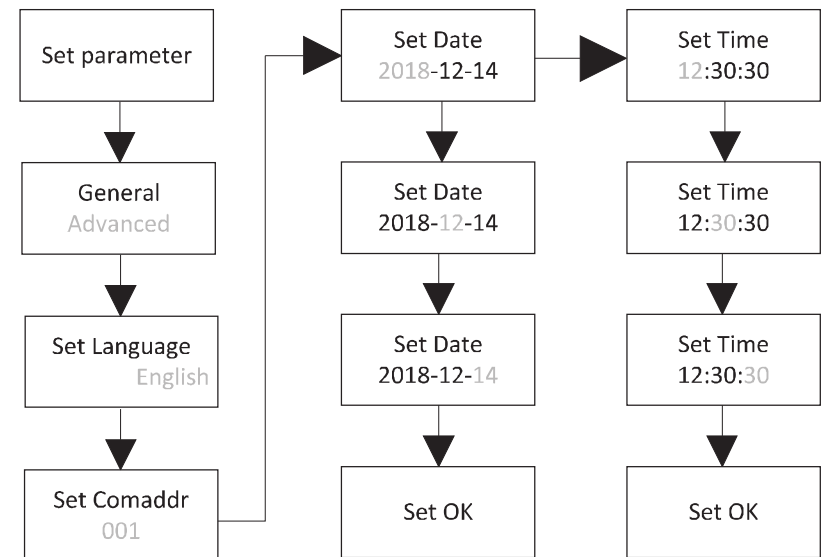 Set parameter
General
Advanced
Set Language
English
Set Comaddr
001
Set Date
2018-12-14
Set Date
2018-12-14
Set Date
2018-12-14
Set OK
Set Time
12:30:30
Set Time
12:30:30
Set Time
12:30:30
Set OK